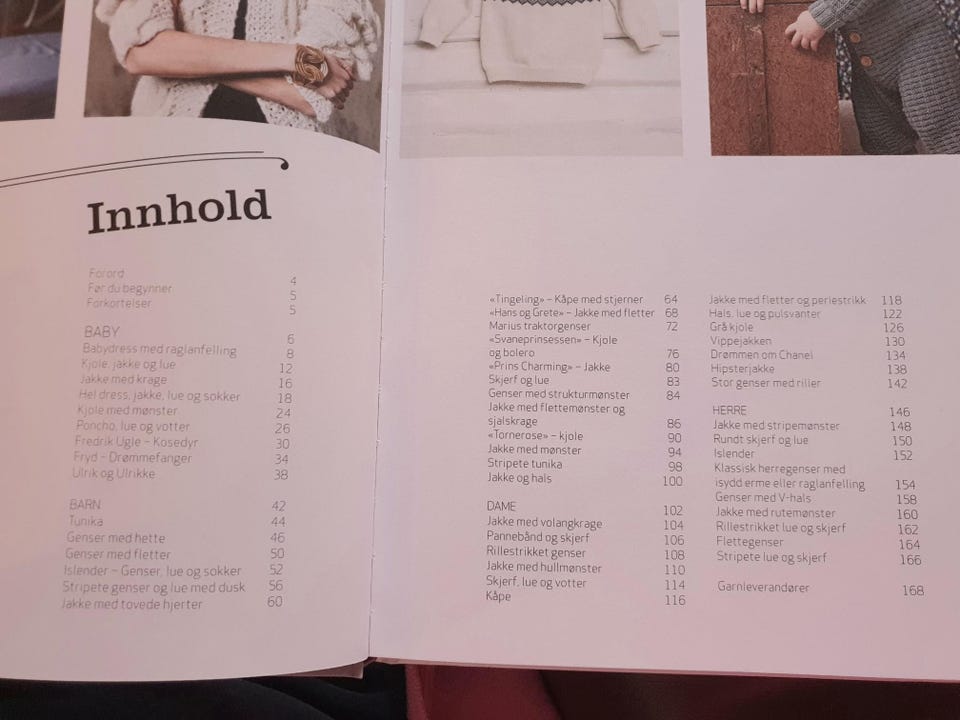 Innhold
Forord 4
Før du begynner 5
Forkortelser 5
BABY 6
Babydress med raglanfelling 8
Kjole, jakke og lue 12
Jakke med krage 16
Hel dress, jakke, lue og sokker 18
Kjole med mønster 24
Poncho, lue og votter 26
Fredrik Ugle – Kosedyr 30
Fryd – Drømmefanger 34
Ulrik og Ulrikke 38
BARN 42
Tunika 44
Genser med hette 46
Genser med fletter 50
Islender – Genser, lue og sokker 52
Stripete genser og lue med dusk 56
Jakke med tovede hjerter 60
«Tingeling» – Kåpe med stjerner 64
«Hans og Grete» – Jakke med fletter 68
Marius traktorgenser 72
«Svaneprinsessen» – Kjole
og bolero 76
«Prins Charming» – Jakke 80
Skjerf og lue 83
Genser med strukturmønster 84
Jakke med flettemønster og
sjalskrage 86
«Tornerose» – kjole 90
Jakke med mønster 94
Stripete tunika 98
Jakke og hals 100
DAME 102
Jakke med volangkrage 104
Pannebånd og skjerf 106
Rillestrikket genser 108
Jakke med hullmønster 110
Skjerf, lue og votter 114
Kåpe 116
Jakke med fletter og perlestrikk 118
Hals, lue og pulsvanter 122
Grå kjole 126
Vippejakken 130
Drømmen om Chanel 134
Hipsterjakke 138
Stor genser med riller 142
HERRE 146
Jakke med stripemønster 148
Rundt skjerf og lue 150
Islender 152
Klassisk herregenser med
isydd erme eller raglanfelling 154
Genser med V-hals 158
Jakke med rutemønster 160
Rillestrikket lue og skjerf 162
Flettegenser 164
Stripete lue og skjerf 166
Garnleverandører 168